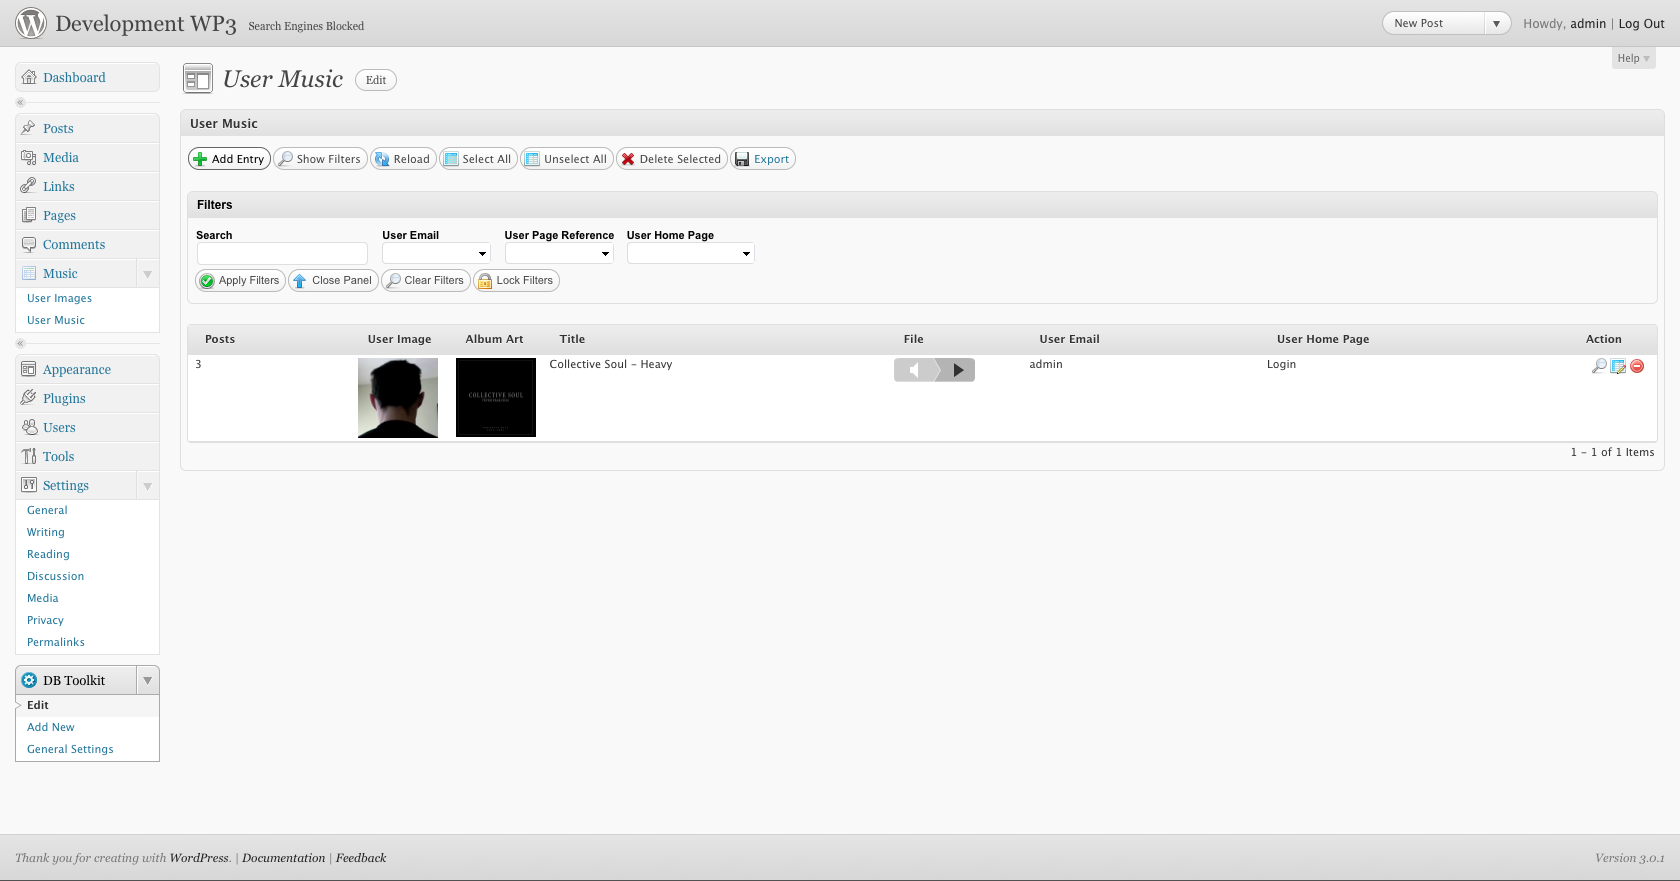 Development WP3 Search Engines Blocked
New Post
Howdy, admin | Log Out
Help
Dashboard
Posts
Media
Links
Pages
Comments
Music
User Images
User Music
Appearance
Plugins
Users
Tools
Settings
General
Writing
Reading
Discussion
Media
Privacy
Permalinks
DB Toolkit
Edit
Add New
General Settings
User Music Edit
User Music
Add Entry Show Filters Reload Select All Unselect All Delete Selected Export
Filters
Search User Email User Page Reference User Home Page
Apply Filters Close Panel Clear Filters Lock Filters
Posts User Image Album Art Title File User Email User Home Page Action
3 Collective Soul – Heavy admin Login
COLLECTIVE SOUL
1 – 1 of 1 Items
Thank you for creating with WordPress. | Documentation | Feedback
Version 3.0.1